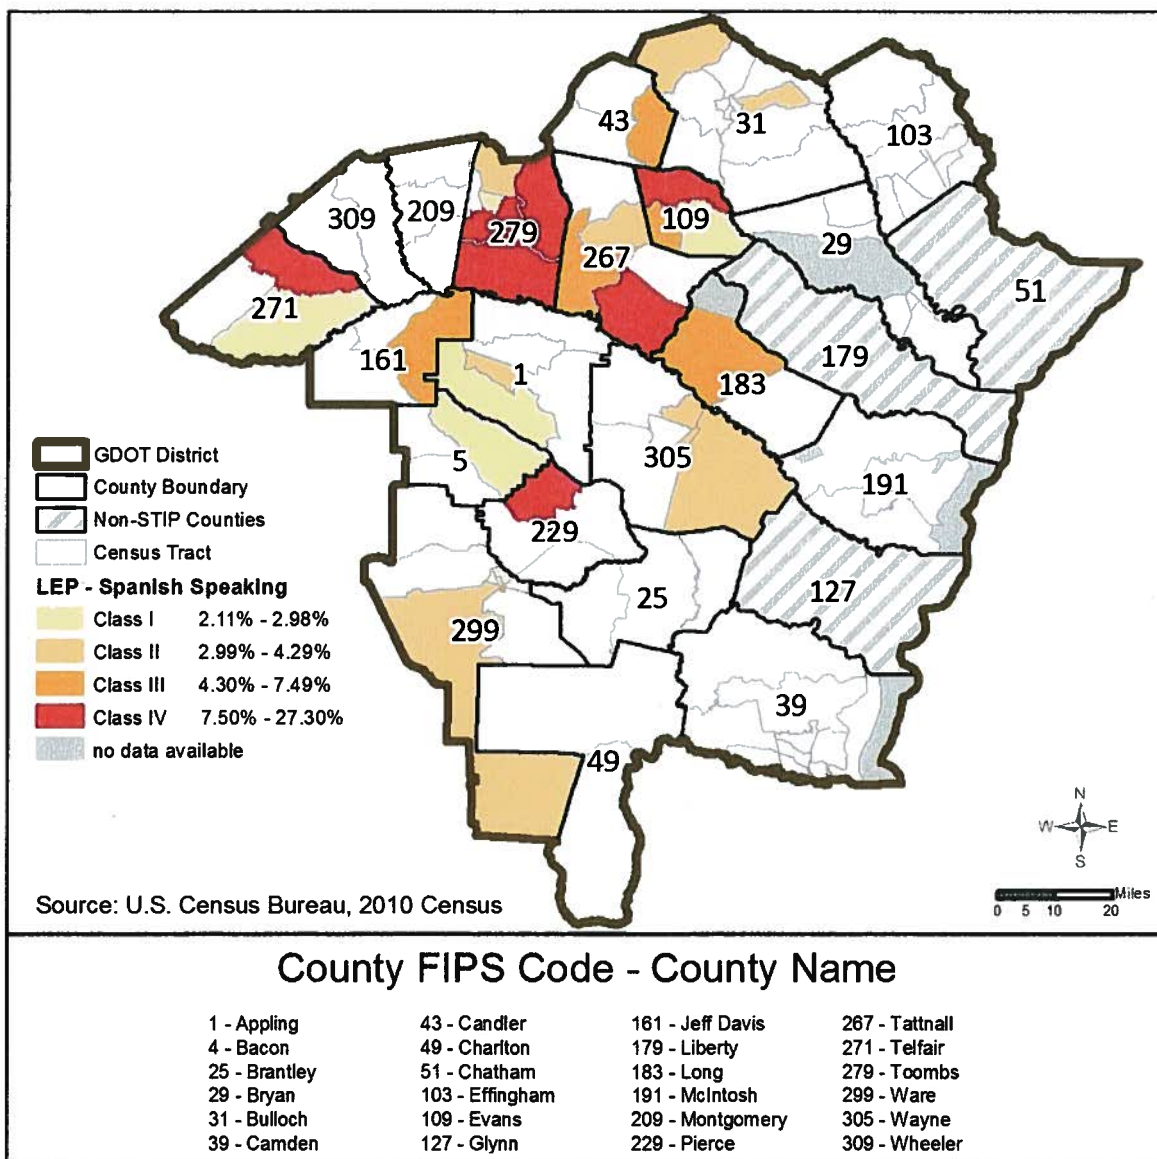 43
31
103
309
209
279
267
109
29
51
271
161
1
179
183
5
305
191
229
25
127
299
39
49
GDOT District
County Boundary
Non-STIP Counties
Census Tract
LEP - Spanish Speaking
Class I 2.11% - 2.98%
Class II 2.99% - 4.29%
Class III 4.30% - 7.49%
Class IV 7.50% - 27.30%
no data available
N
W E
S
Miles
0 5 10 20
Source: U.S. Census Bureau, 2010 Census
County FIPS Code - County Name
1 - Appling 43 - Candler 161 - Jeff Davis 267 - Tattnall
4 - Bacon 49 - Charlton 179 - Liberty 271 - Telfair
25 - Brantley 51 - Chatham 183 - Long 279 - Toombs
29 - Bryan 103 - Effingham 191 - McIntosh 299 - Ware
31 - Bulloch 109 - Evans 209 - Montgomery 305 - Wayne
39 - Camden 127 - Glynn 229 - Pierce 309 - Wheeler